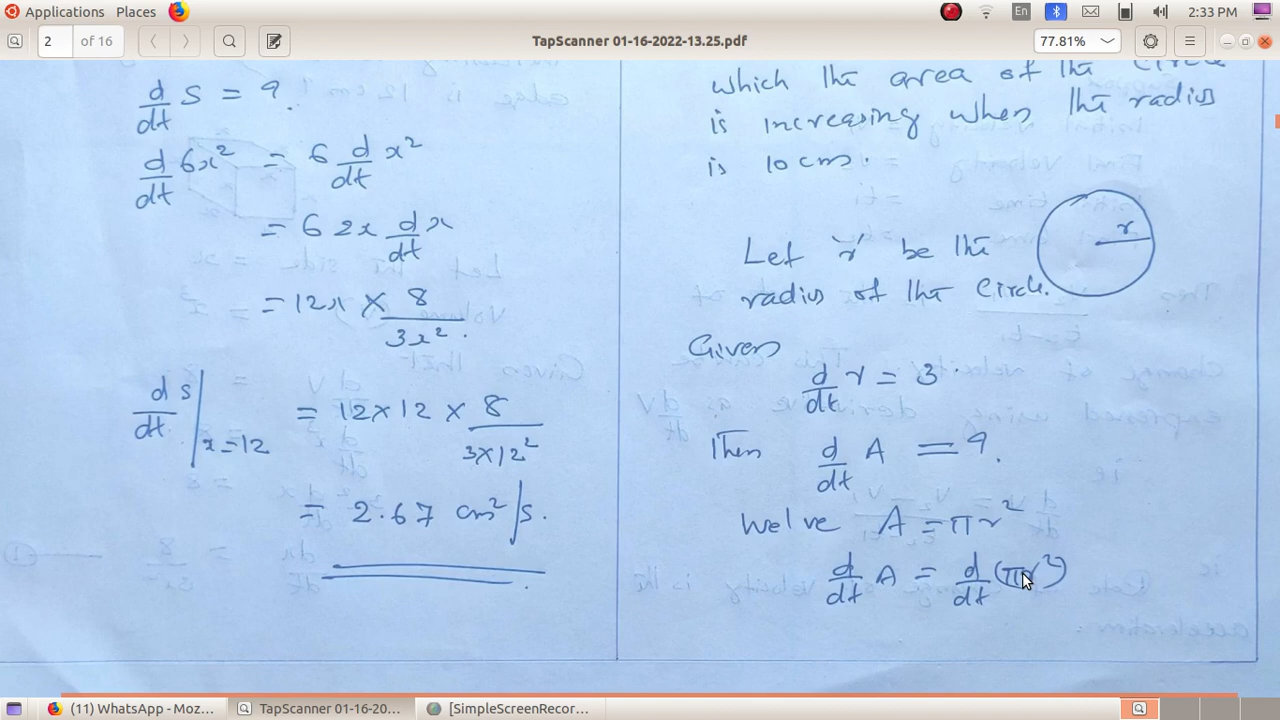 Applications Places En 2:33 PM
2 of 16 TapScanner 01-16-2022-13.25.pdf 77.81%
d/dt S = ?.
d/dt 6x² = 6 d/dt x²
= 6 2x d/dt x
= 12x × 8/3x².
dS/dt |x=12 = 12×12 × 8/3×12²
= 2.67 cm²/s.
which the area of the circle
is increasing when the radius
is 10 cm.
r
Let 'r' be the
radius of the circle.
Given
d/dt r = 3.
Then d/dt A = ?.
We've A = πr²
d/dt A = d/dt (πr²)
(11) WhatsApp - Moz... TapScanner 01-16-20... [SimpleScreenRecor...